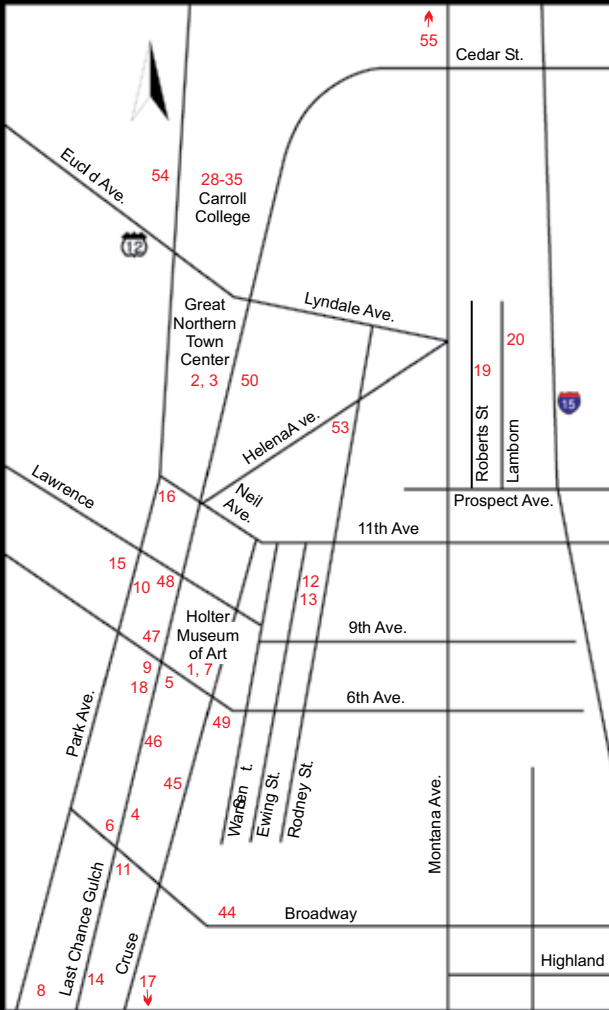 55
Cedar St.
Eucl d Ave.
54
28-35
Carroll
College
12
Great
Northern
Town
Center
2, 3
Lyndale Ave.
50
20
19
15
HelenaA ve.
53
Roberts St
Lamborn
Lawrence
16
Neil
Ave.
Prospect Ave.
11th Ave
15
10
48
12
13
Holter
Museum
of Art
1, 7
47
9th Ave.
9
18
5
6th Ave.
49
Park Ave.
46
45
Ewing St.
Rodney St.
4
6
Montana Ave.
11
Last Chance Gulch
Cruse
44
Broadway
Highland
17
14
8